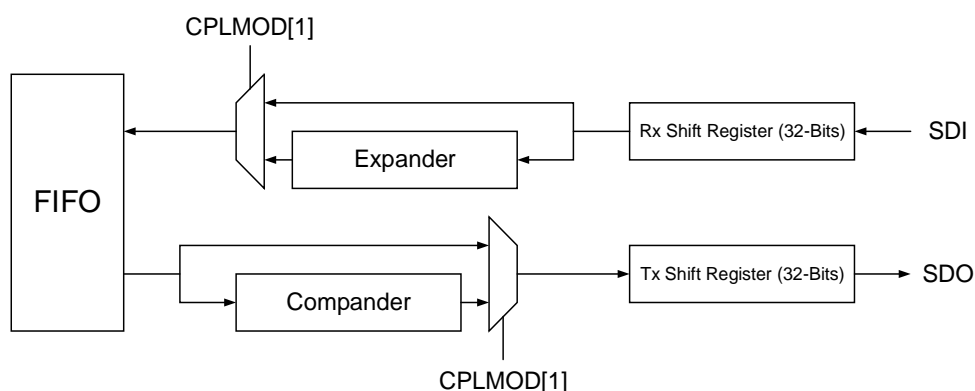 CPLMOD[1]
Rx Shift Register (32-Bits)
SDI
Expander
FIFO
Compander
Tx Shift Register (32-Bits)
SDO
CPLMOD[1]